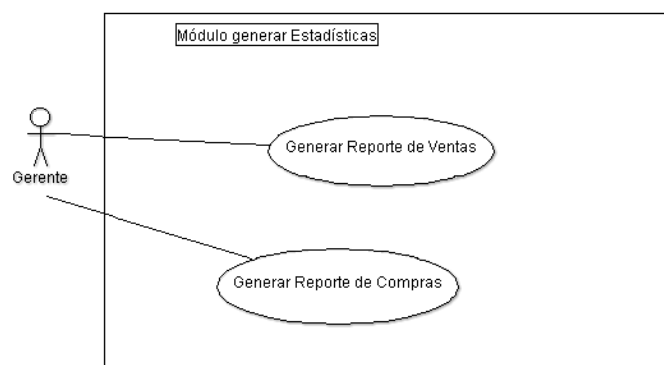 Módulo generar Estadísticas
Generar Reporte de Ventas
Gerente
Generar Reporte de Compras